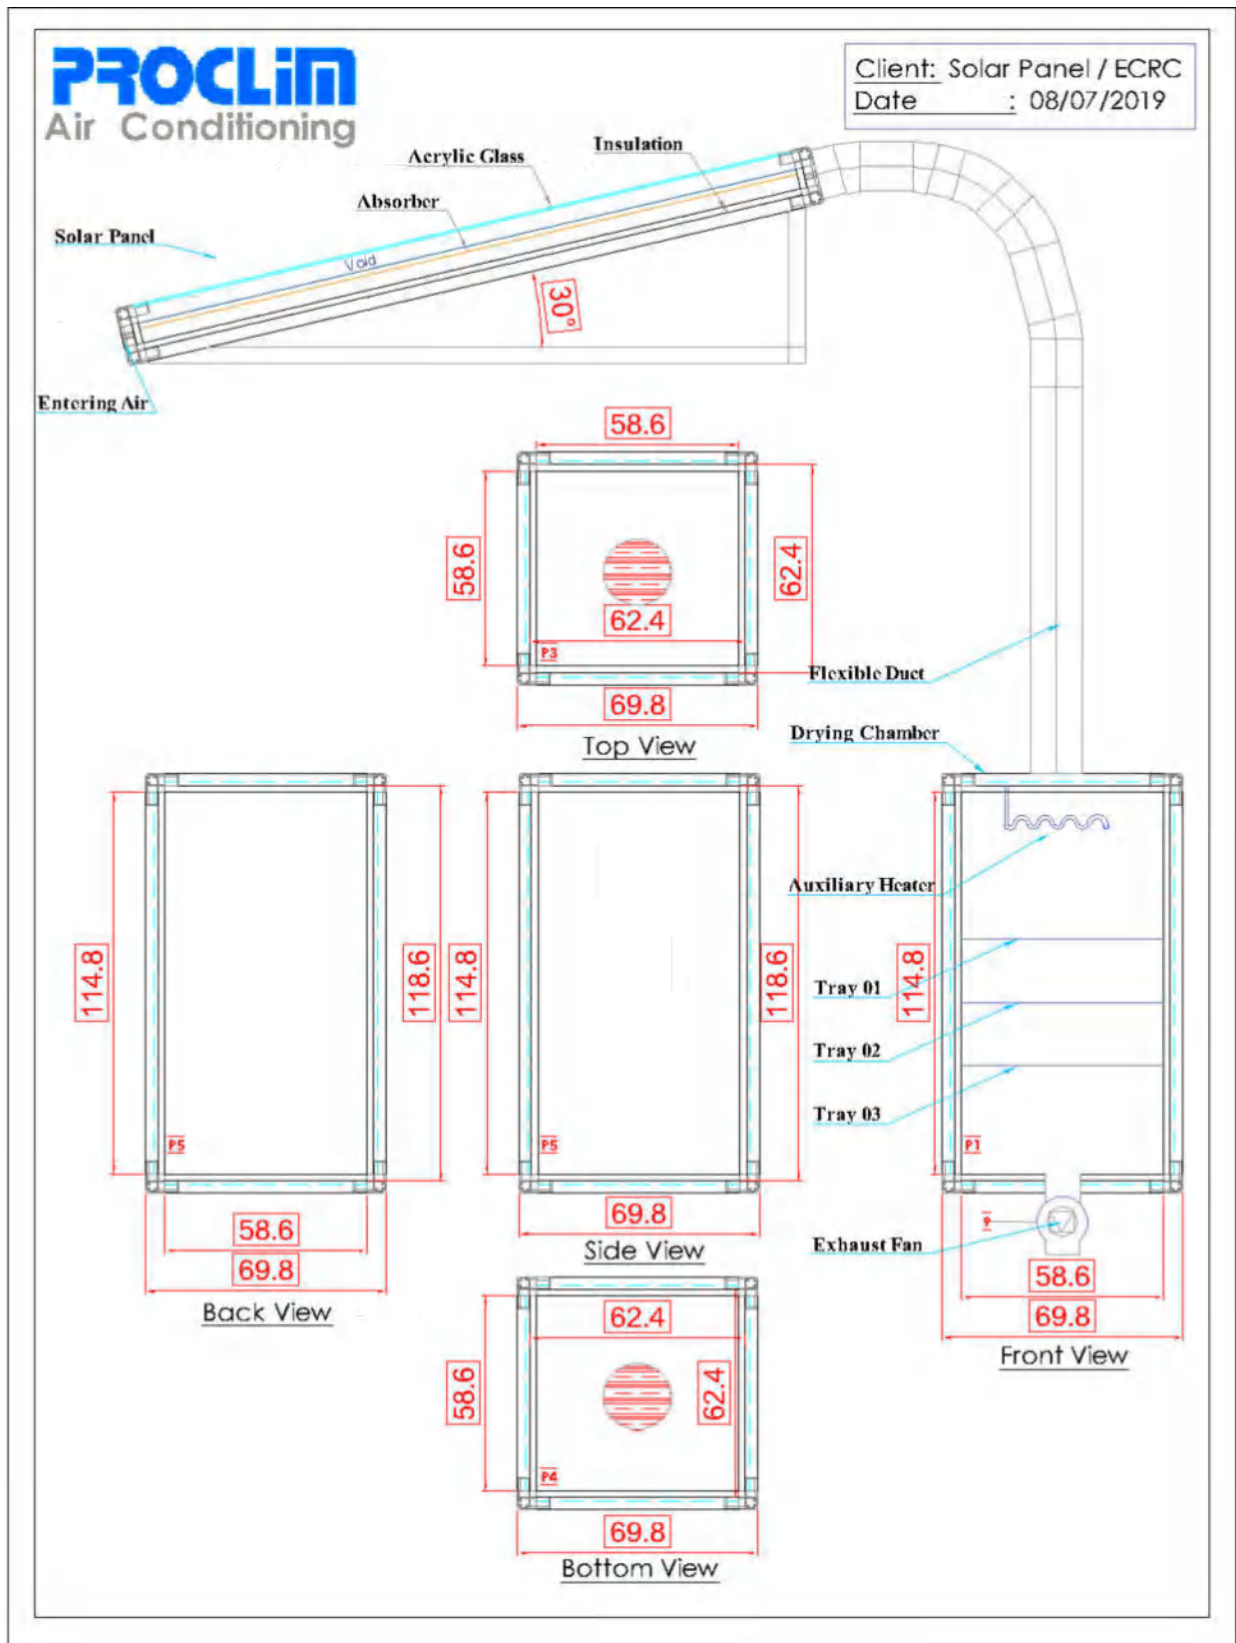 PROCLiM
Air Conditioning
Client: Solar Panel / ECRC
Date : 08/07/2019
Acrylic Glass
Insulation
Absorber
Solar Panel
Void
30°
Entering Air
58.6
58.6
62.4
62.4
P3
69.8
Top View
Flexible Duct
Drying Chamber
Auxiliary Heater
114.8
118.6
P5
58.6
69.8
Back View
114.8
118.6
P5
69.8
Side View
114.8
Tray 01
Tray 02
Tray 03
P1
Exhaust Fan
58.6
69.8
Front View
62.4
58.6
62.4
P4
69.8
Bottom View